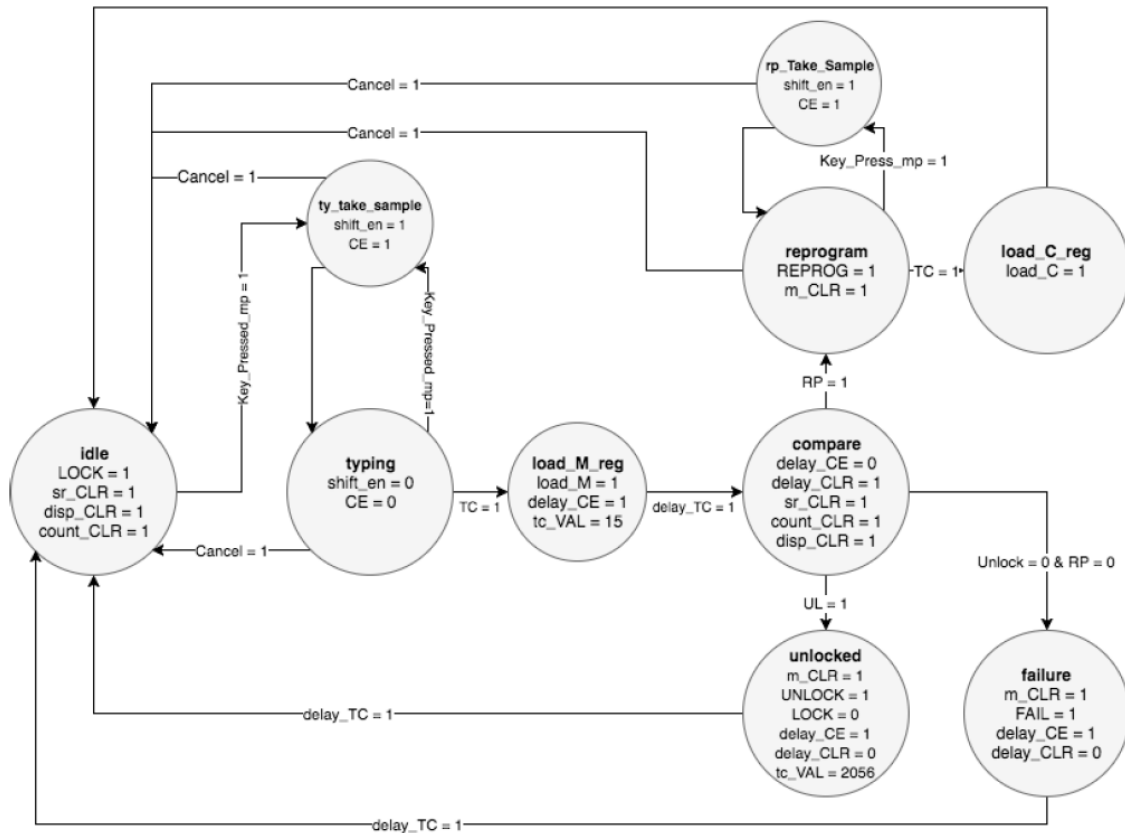 rp_Take_Sample
shift_en = 1
CE = 1
Cancel = 1
Cancel = 1
Key_Press_mp = 1
Cancel = 1
ty_take_sample
shift_en = 1
CE = 1
reprogram
REPROG = 1
m_CLR = 1
TC = 1
load_C_reg
load_C = 1
Key_Pressed_mp = 1
Key_Pressed_mp=1
RP = 1
idle
LOCK = 1
sr_CLR = 1
disp_CLR = 1
count_CLR = 1
typing
shift_en = 0
CE = 0
TC = 1
load_M_reg
load_M = 1
delay_CE = 1
tc_VAL = 15
delay_TC = 1
compare
delay_CE = 0
delay_CLR = 1
sr_CLR = 1
count_CLR = 1
disp_CLR = 1
Cancel = 1
Unlock = 0 & RP = 0
UL = 1
unlocked
m_CLR = 1
UNLOCK = 1
LOCK = 0
delay_CE = 1
delay_CLR = 0
tc_VAL = 2056
failure
m_CLR = 1
FAIL = 1
delay_CE = 1
delay_CLR = 0
delay_TC = 1
delay_TC = 1